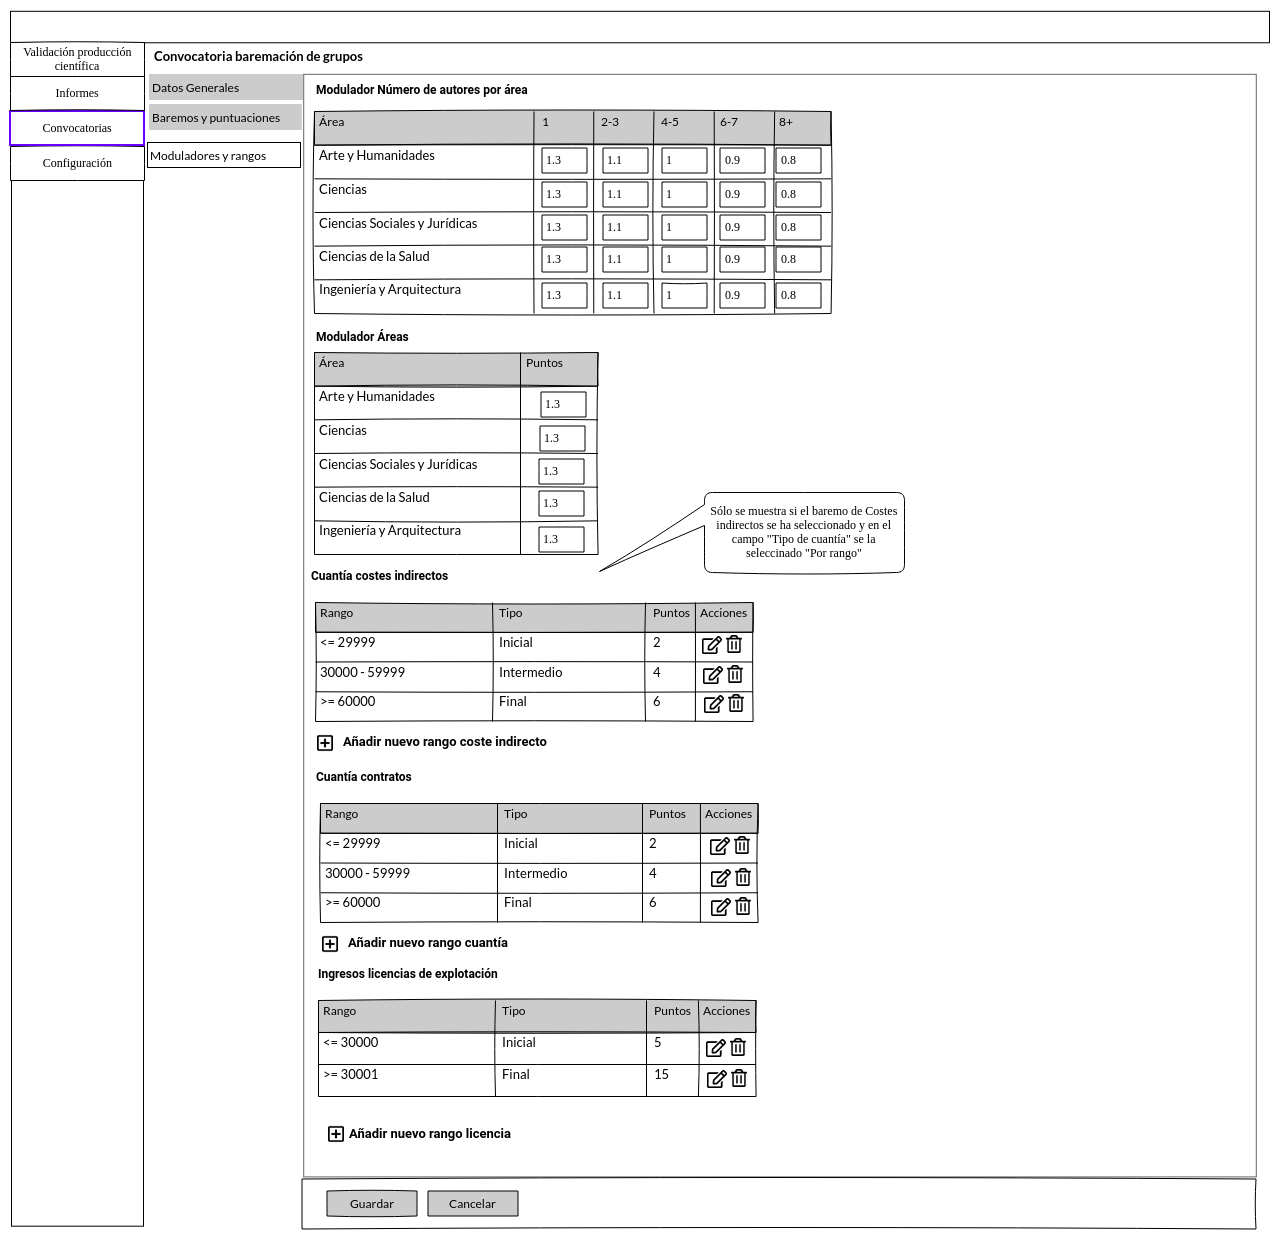 Validación producción
científica
Informes
Convocatorias
Configuración
Convocatoria baremación de grupos
Datos Generales
Baremos y puntuaciones
Moduladores y rangos
Modulador Número de autores por área
Área 1 2-3 4-5 6-7 8+
Arte y Humanidades 1.3 1.1 1 0.9 0.8
Ciencias 1.3 1.1 1 0.9 0.8
Ciencias Sociales y Jurídicas 1.3 1.1 1 0.9 0.8
Ciencias de la Salud 1.3 1.1 1 0.9 0.8
Ingeniería y Arquitectura 1.3 1.1 1 0.9 0.8
Modulador Áreas
Área Puntos
Arte y Humanidades 1.3
Ciencias 1.3
Ciencias Sociales y Jurídicas 1.3
Ciencias de la Salud 1.3
Ingeniería y Arquitectura 1.3
Sólo se muestra si el baremo de Costes
indirectos se ha seleccionado y en el
campo "Tipo de cuantía" se la
seleccinado "Por rango"
Cuantía costes indirectos
Rango Tipo Puntos Acciones
<= 29999 Inicial 2
30000 - 59999 Intermedio 4
>= 60000 Final 6
Añadir nuevo rango coste indirecto
Cuantía contratos
Rango Tipo Puntos Acciones
<= 29999 Inicial 2
30000 - 59999 Intermedio 4
>= 60000 Final 6
Añadir nuevo rango cuantía
Ingresos licencias de explotación
Rango Tipo Puntos Acciones
<= 30000 Inicial 5
>= 30001 Final 15
Añadir nuevo rango licencia
Guardar Cancelar